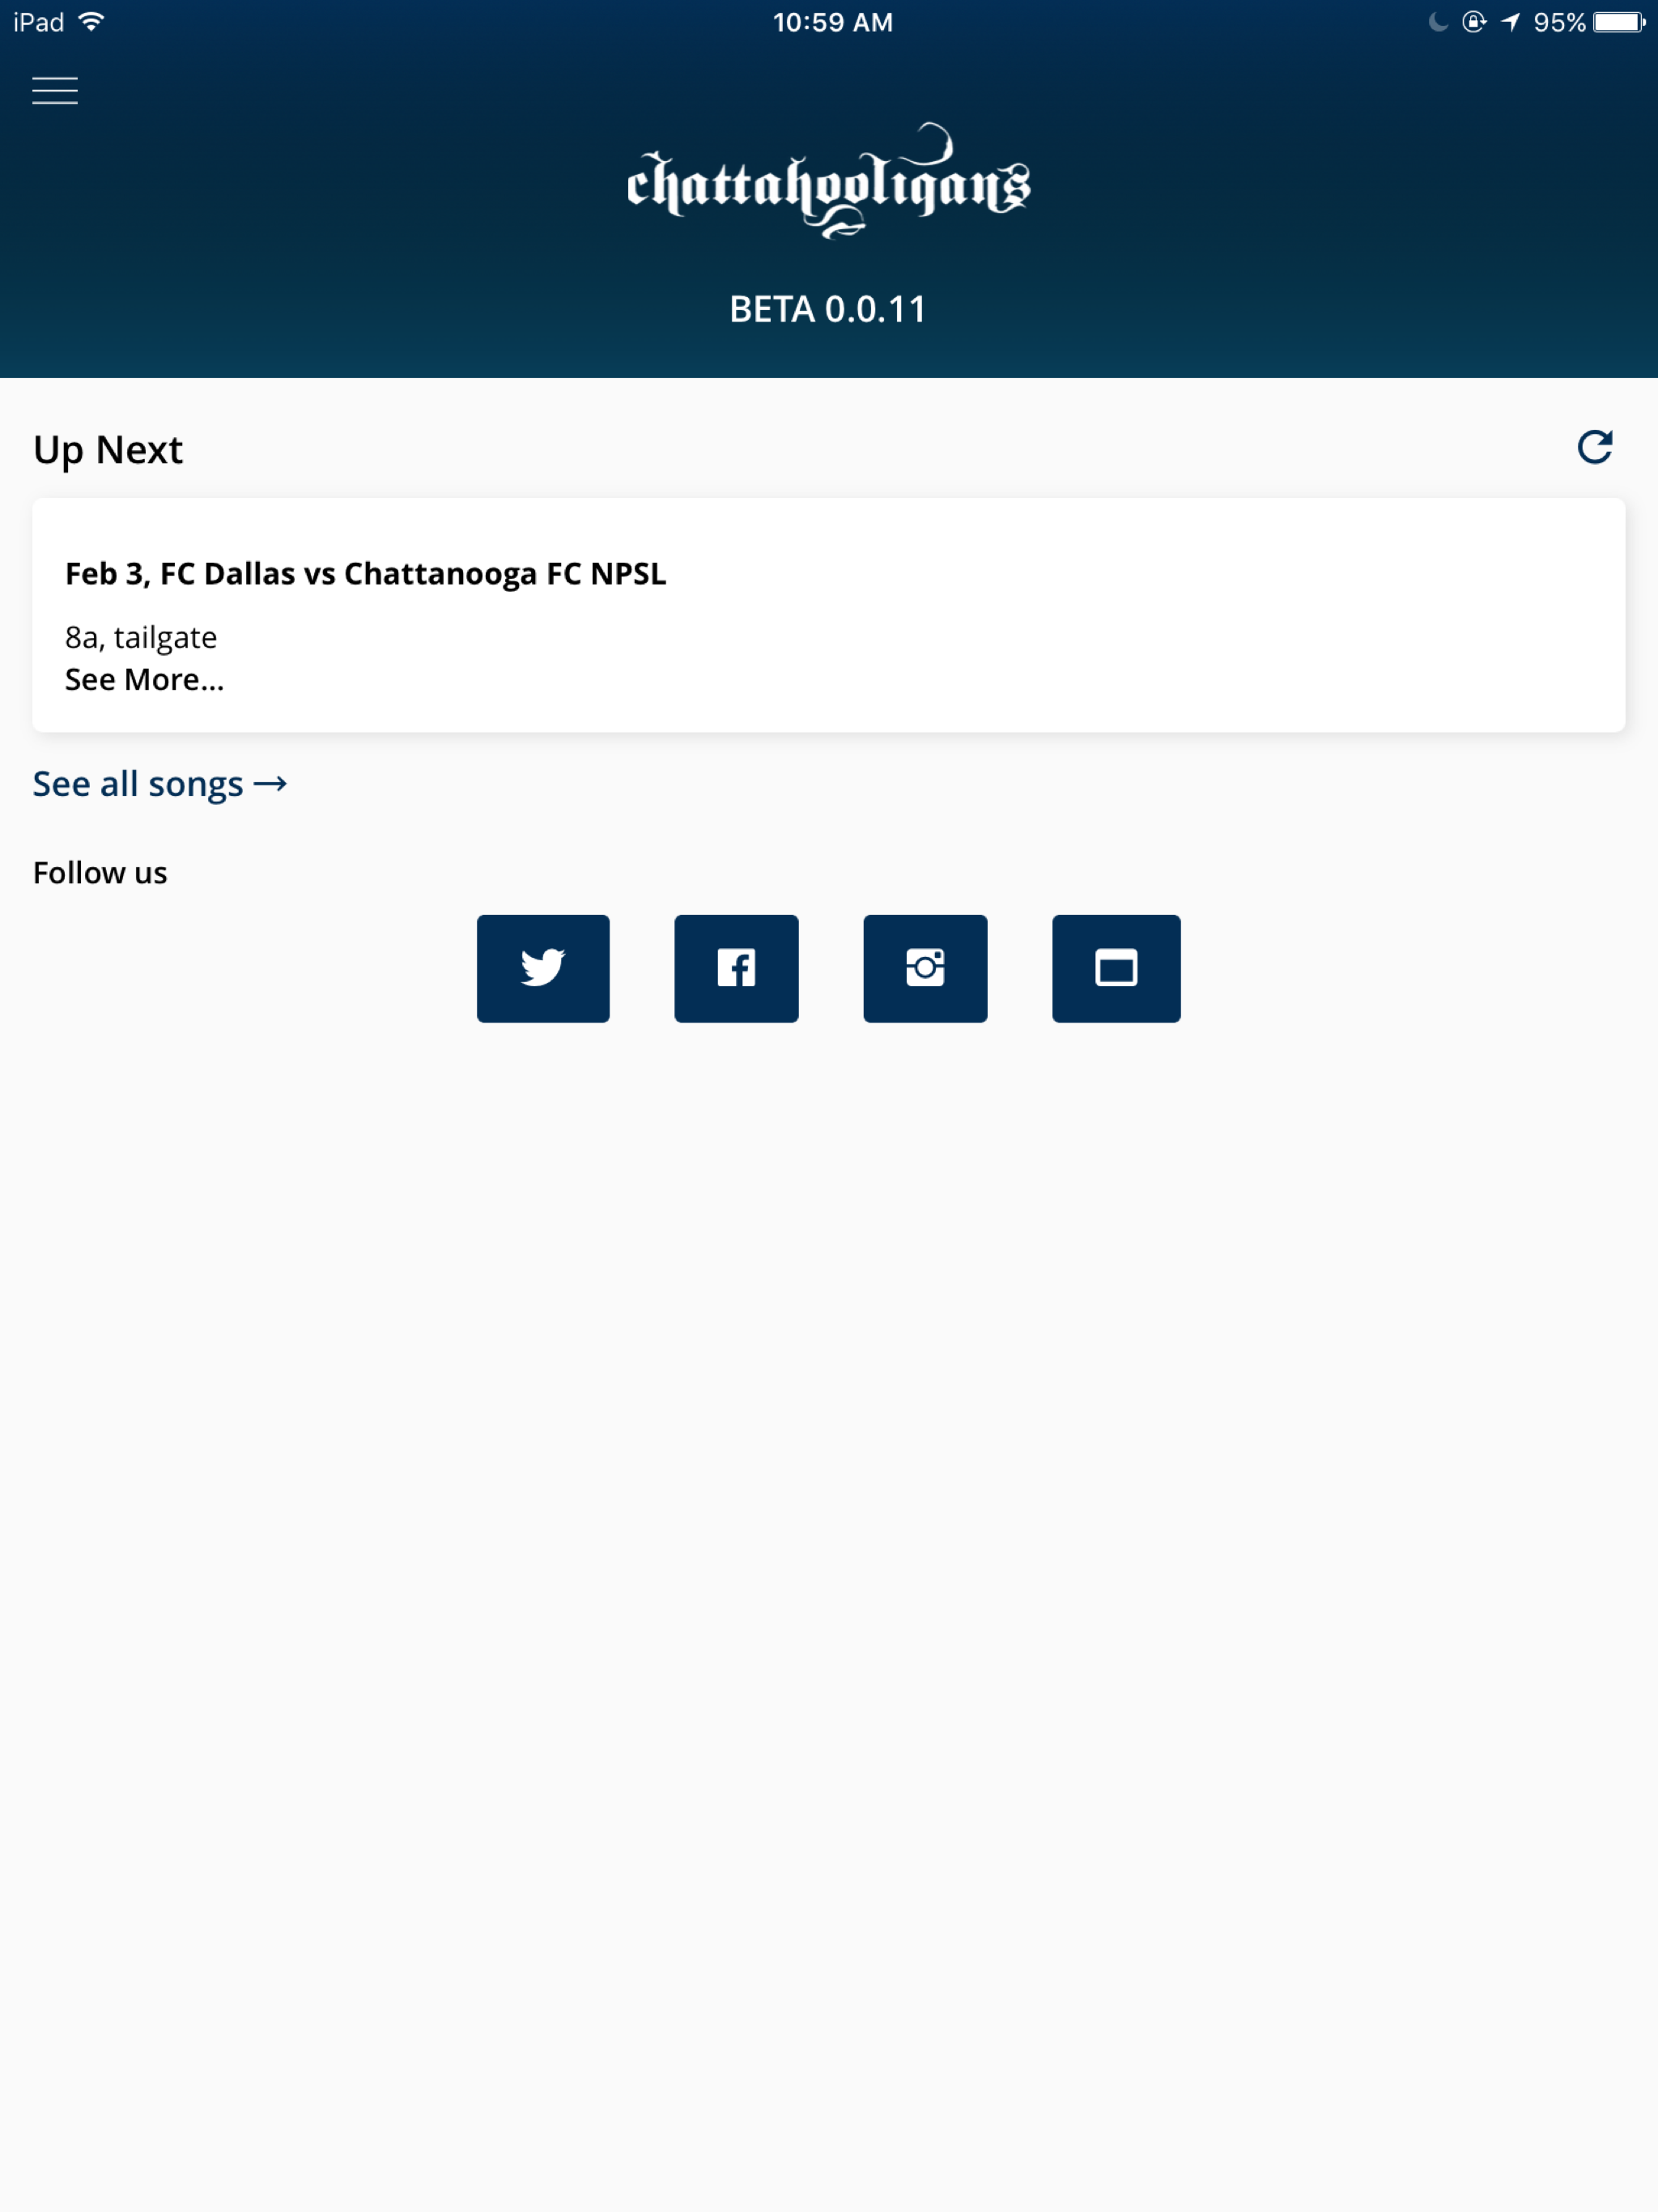 iPad 10:59 AM 95%
chattahooligans
BETA 0.0.11
Up Next
Feb 3, FC Dallas vs Chattanooga FC NPSL
8a, tailgate
See More...
See all songs →
Follow us